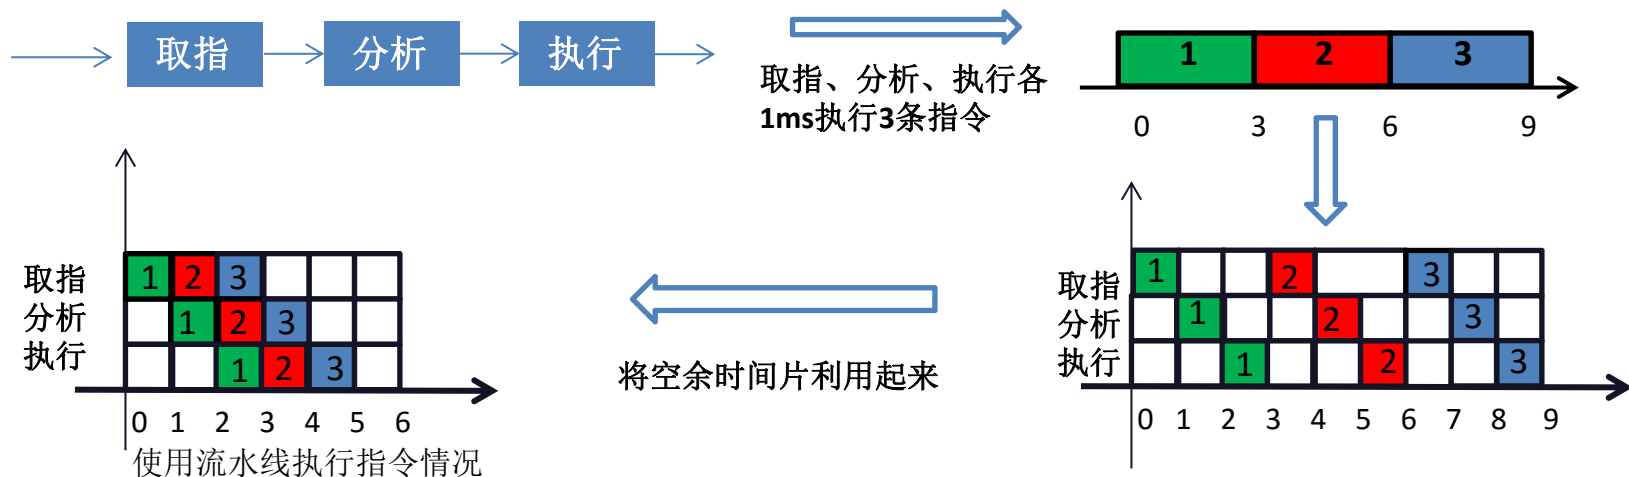 取指 分析 执行
取指、分析、执行各
1ms执行3条指令
1 2 3
0 3 6 9
取指 1 2 3
分析 1 2 3
执行 1 2 3
0 1 2 3 4 5 6
使用流水线执行指令情况
将空余时间片利用起来
取指 1 2 3
分析 1 2 3
执行 1 2 3
0 1 2 3 4 5 6 7 8 9